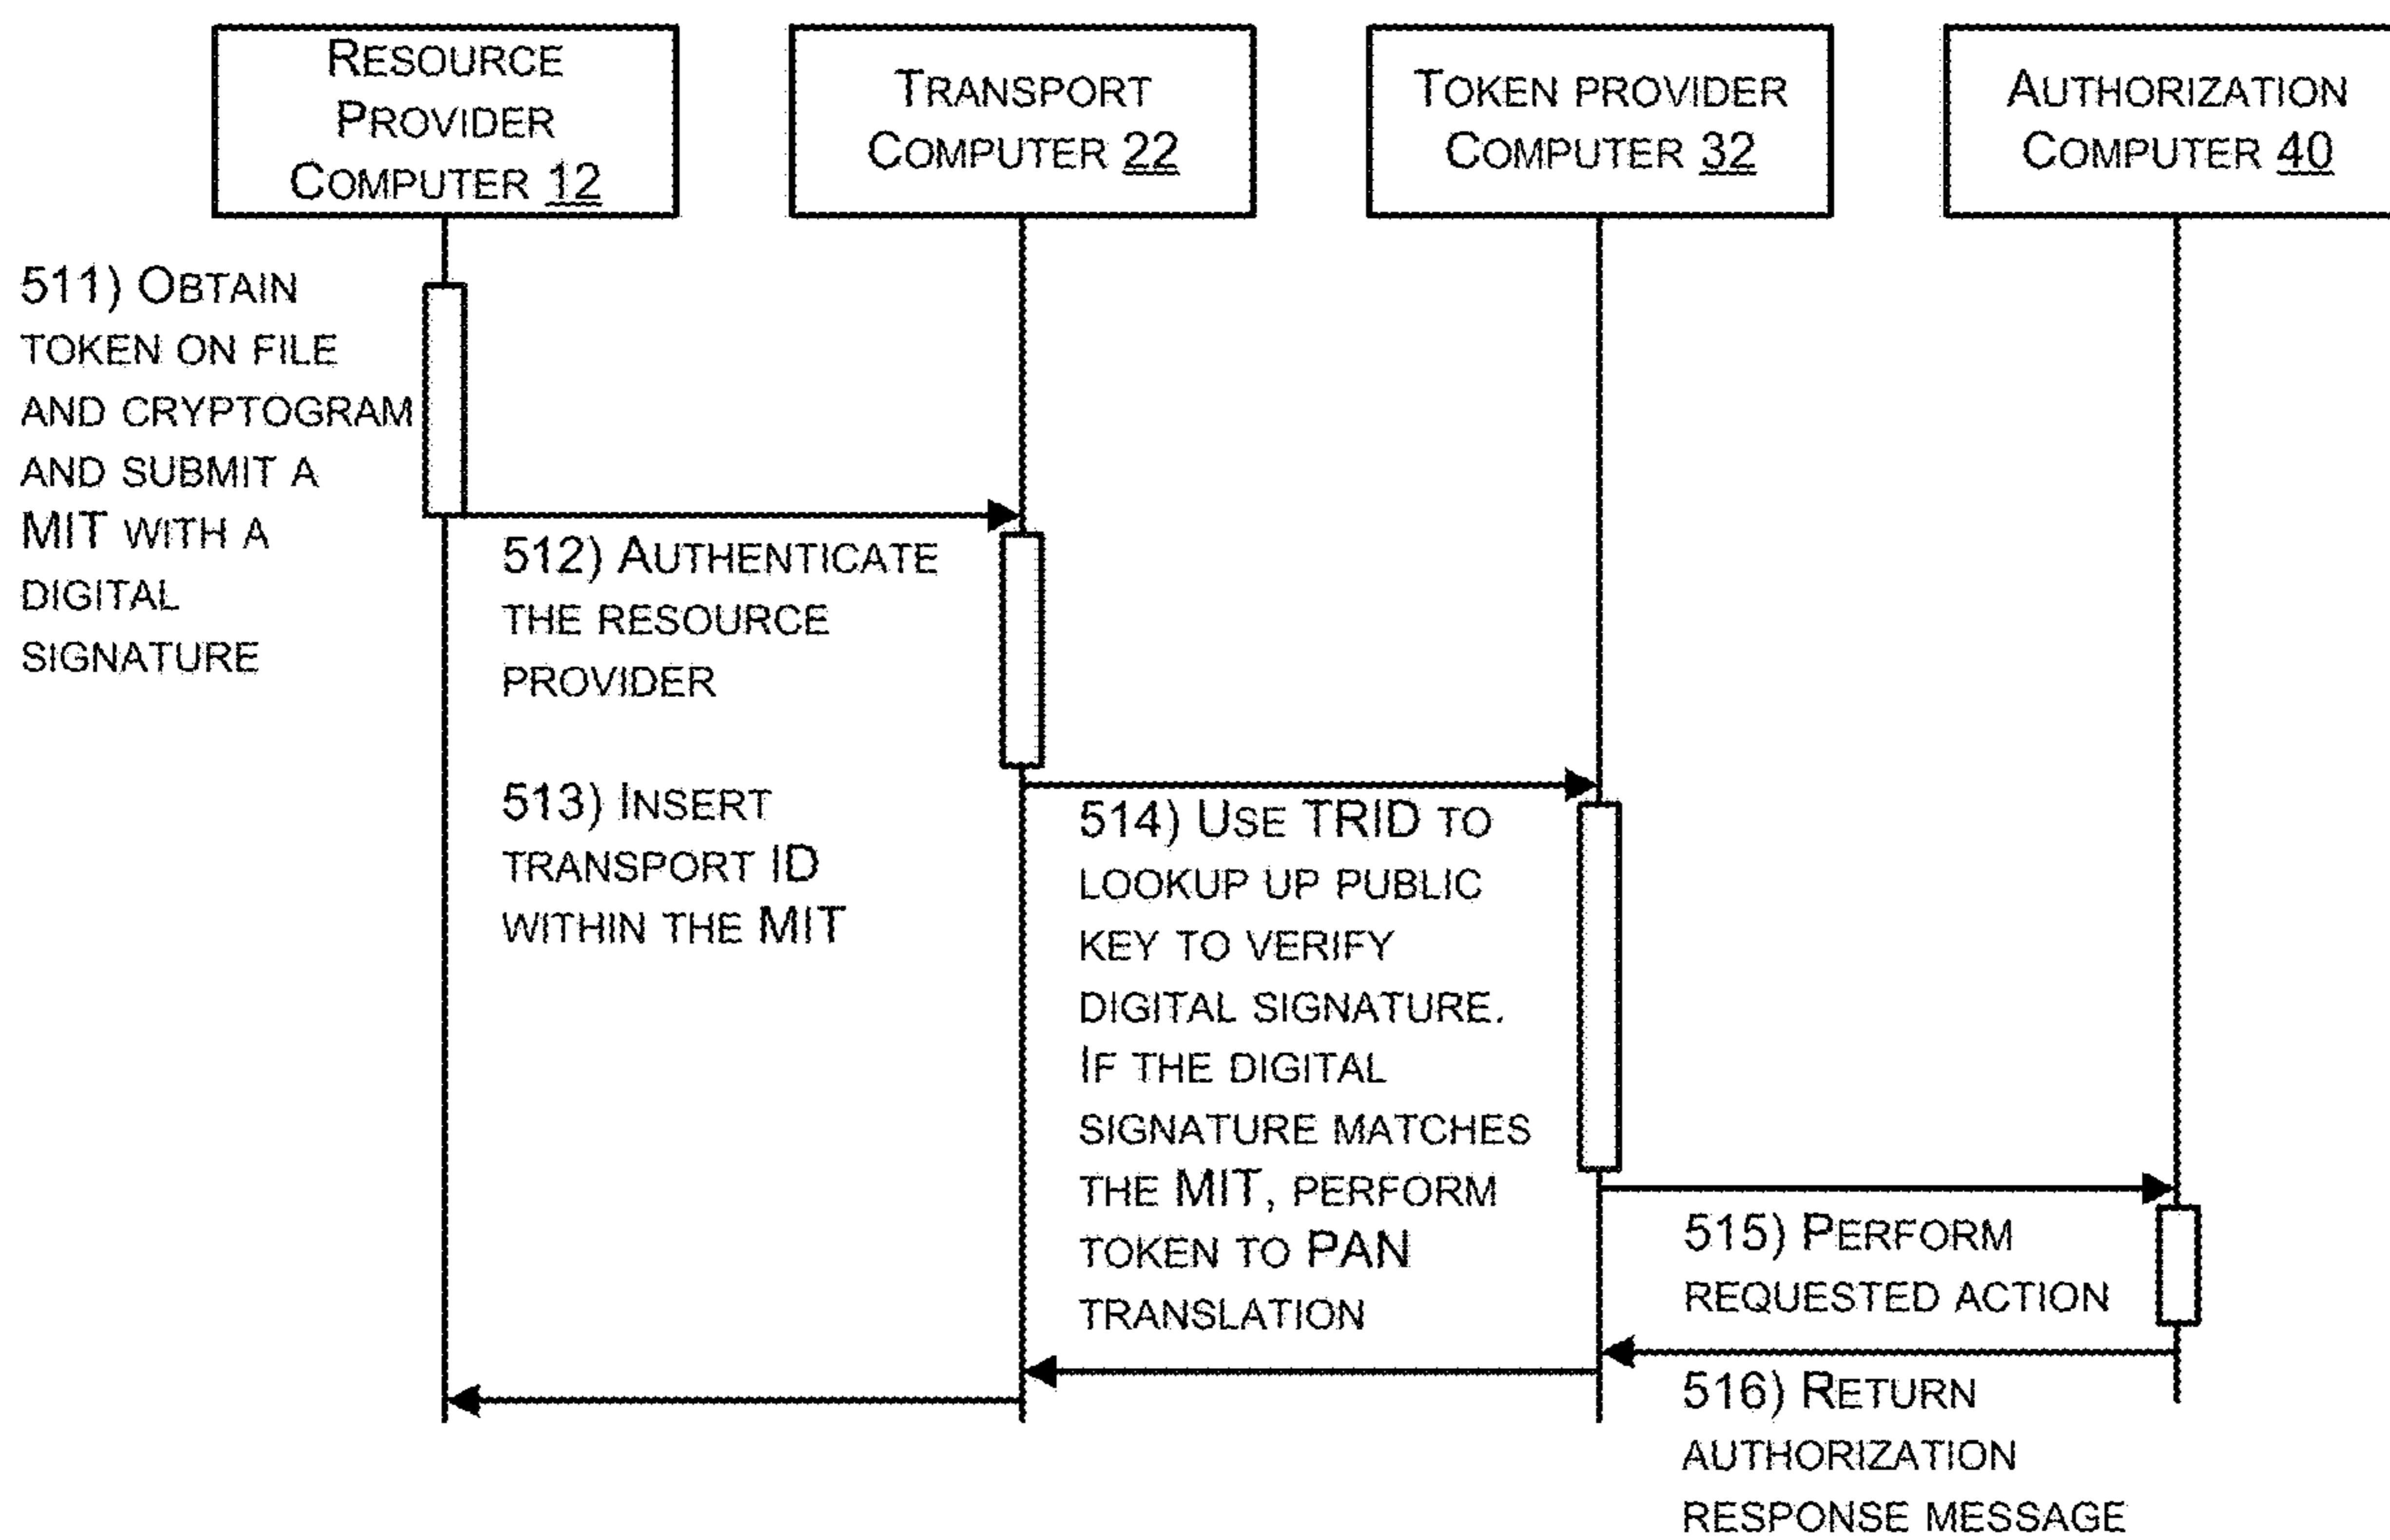 RESOURCE
PROVIDER
COMPUTER 12
TRANSPORT
COMPUTER 22
TOKEN PROVIDER
COMPUTER 32
AUTHORIZATION
COMPUTER 40
511) OBTAIN
TOKEN ON FILE
AND CRYPTOGRAM
AND SUBMIT A
MIT WITH A
DIGITAL
SIGNATURE
512) AUTHENTICATE
THE RESOURCE
PROVIDER
513) INSERT
TRANSPORT ID
WITHIN THE MIT
514) USE TRID TO
LOOKUP UP PUBLIC
KEY TO VERIFY
DIGITAL SIGNATURE.
IF THE DIGITAL
SIGNATURE MATCHES
THE MIT, PERFORM
TOKEN TO PAN
TRANSLATION
515) PERFORM
REQUESTED ACTION
516) RETURN
AUTHORIZATION
RESPONSE MESSAGE